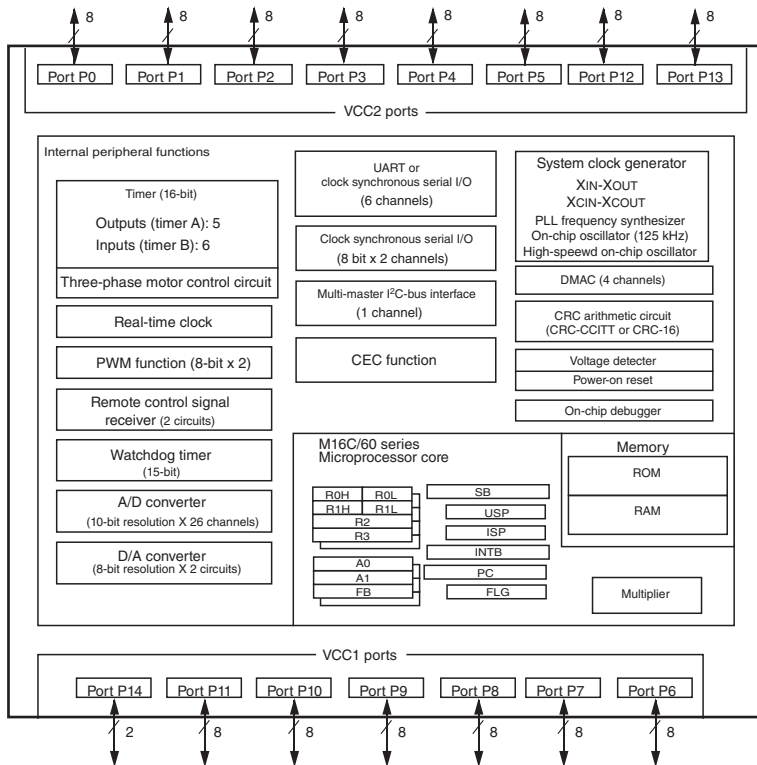 8 8 8 8 8 8 8 8
Port P0 Port P1 Port P2 Port P3 Port P4 Port P5 Port P12 Port P13
VCC2 ports
Internal peripheral functions
Timer (16-bit)
Outputs (timer A): 5
Inputs (timer B): 6
Three-phase motor control circuit
Real-time clock
PWM function (8-bit x 2)
Remote control signal
receiver (2 circuits)
Watchdog timer
(15-bit)
A/D converter
(10-bit resolution X 26 channels)
D/A converter
(8-bit resolution X 2 circuits)
UART or
clock synchronous serial I/O
(6 channels)
Clock synchronous serial I/O
(8 bit x 2 channels)
Multi-master I²C-bus interface
(1 channel)
CEC function
System clock generator
XIN-XOUT
XCIN-XCOUT
PLL frequency synthesizer
On-chip oscillator (125 kHz)
High-speewd on-chip oscillator
DMAC (4 channels)
CRC arithmetic circuit
(CRC-CCITT or CRC-16)
Voltage detecter
Power-on reset
On-chip debugger
M16C/60 series
Microprocessor core
R0H R0L
R1H R1L
R2
R3
A0
A1
FB
SB
USP
ISP
INTB
PC
FLG
Memory
ROM
RAM
Multiplier
VCC1 ports
Port P14 Port P11 Port P10 Port P9 Port P8 Port P7 Port P6
2 8 8 8 8 8 8